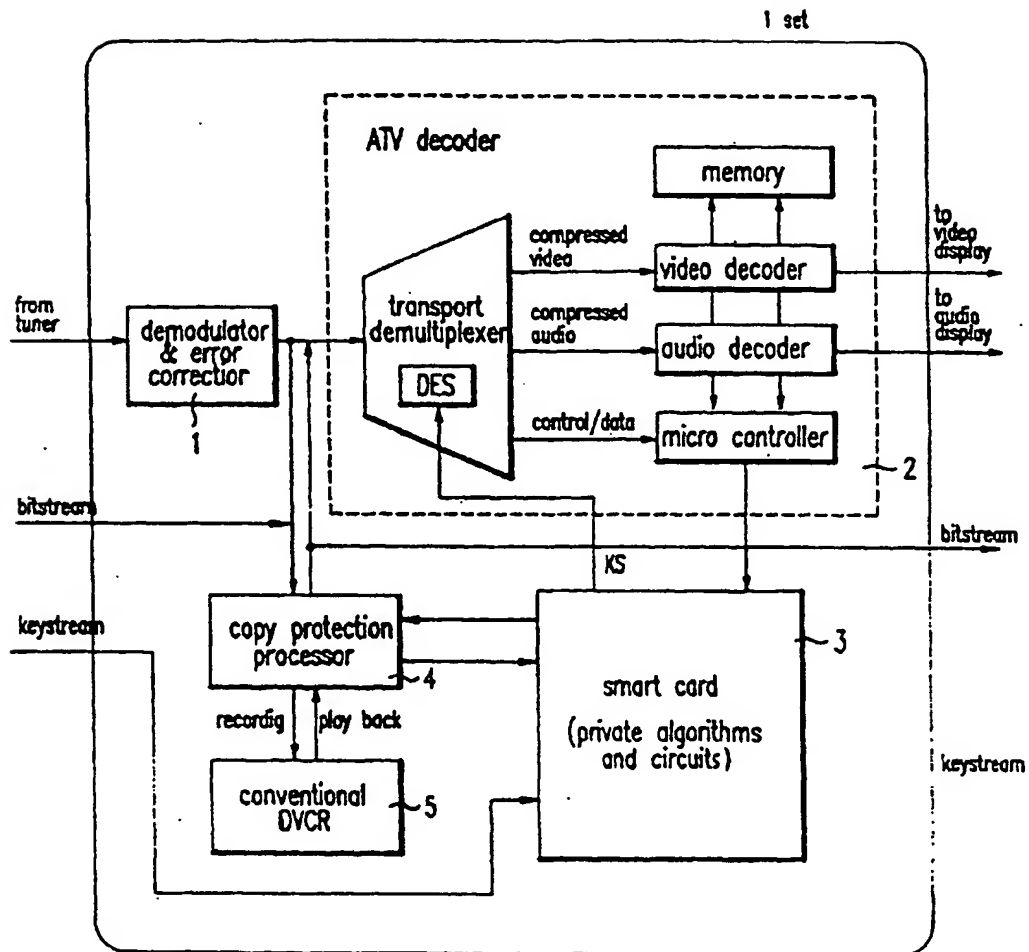 1 set
ATV decoder
memory
compressed
video
video decoder
to
video
display
from
tuner
demodulator
& error
correctior
1
transport
demultiplexer
DES
compressed
audio
audio decoder
to
audio
display
control/data
micro controller
2
bitstream
bitstream
KS
keystream
copy protection
processor
4
3
smart card
(private algorithms
and circuits)
recordig
play back
conventional
DVCR
5
keystream